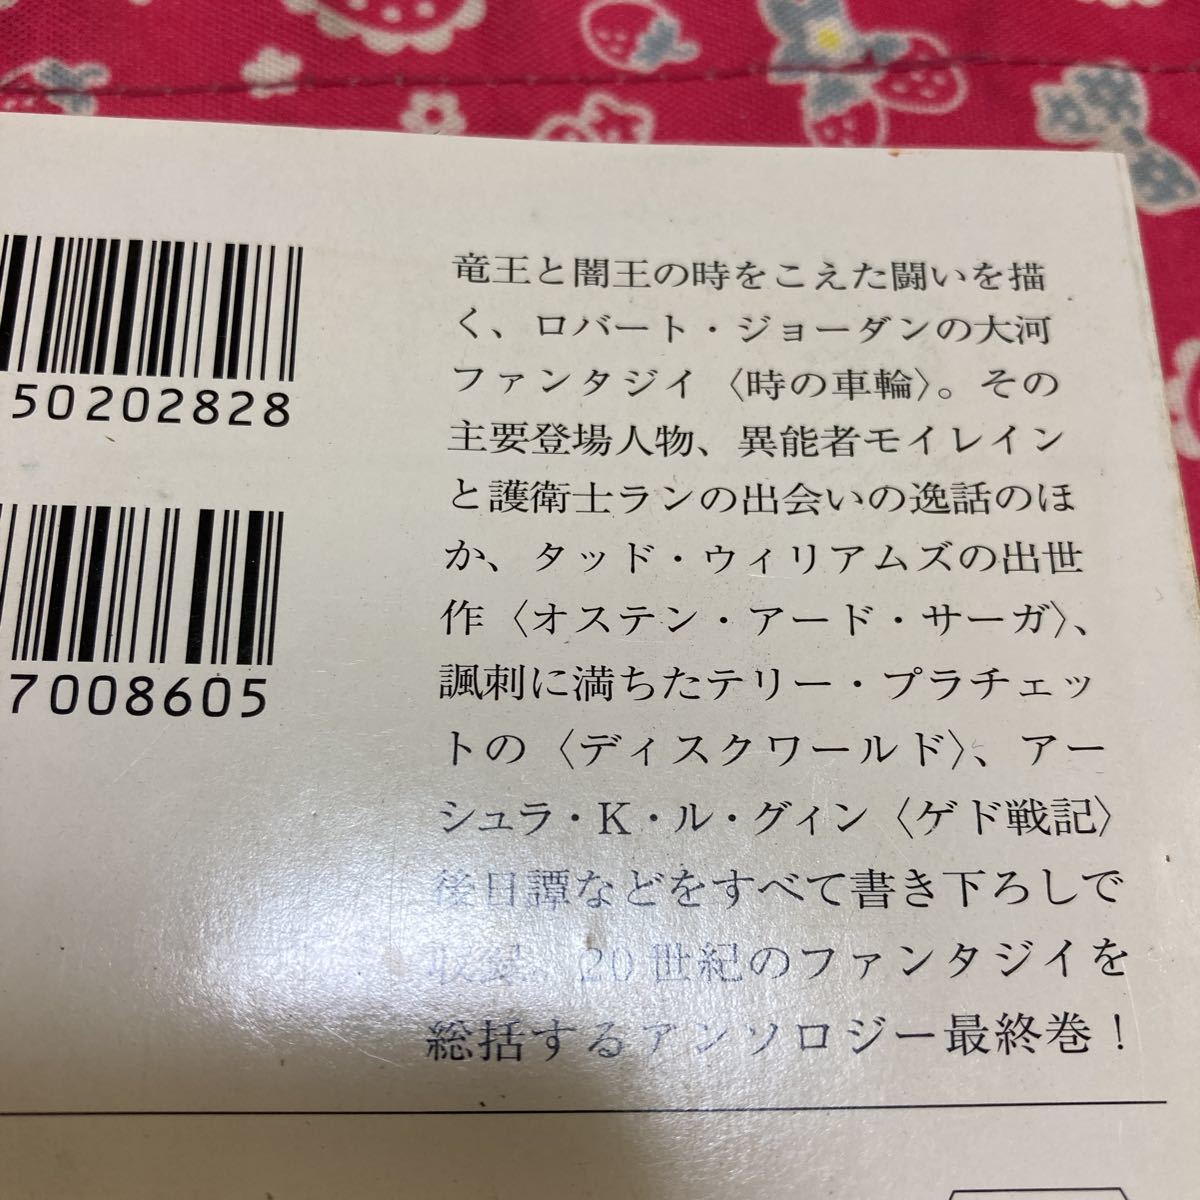 50202828
7008605
竜王と闇王の時をこえた闘いを描
く、ロバート・ジョーダンの大河
ファンタジイ〈時の車輪〉。その
主要登場人物、異能者モイレイン
と護衛士ランの出会いの逸話のほ
か、タッド・ウィリアムズの出世
作〈オステン・アード・サーガ〉、
諷刺に満ちたテリー・プラチェッ
トの〈ディスクワールド〉、アー
シュラ・K・ル・グィン〈ゲド戦記〉
後日譚などをすべて書き下ろしで
収録。20世紀のファンタジイを
総括するアンソロジー最終巻！